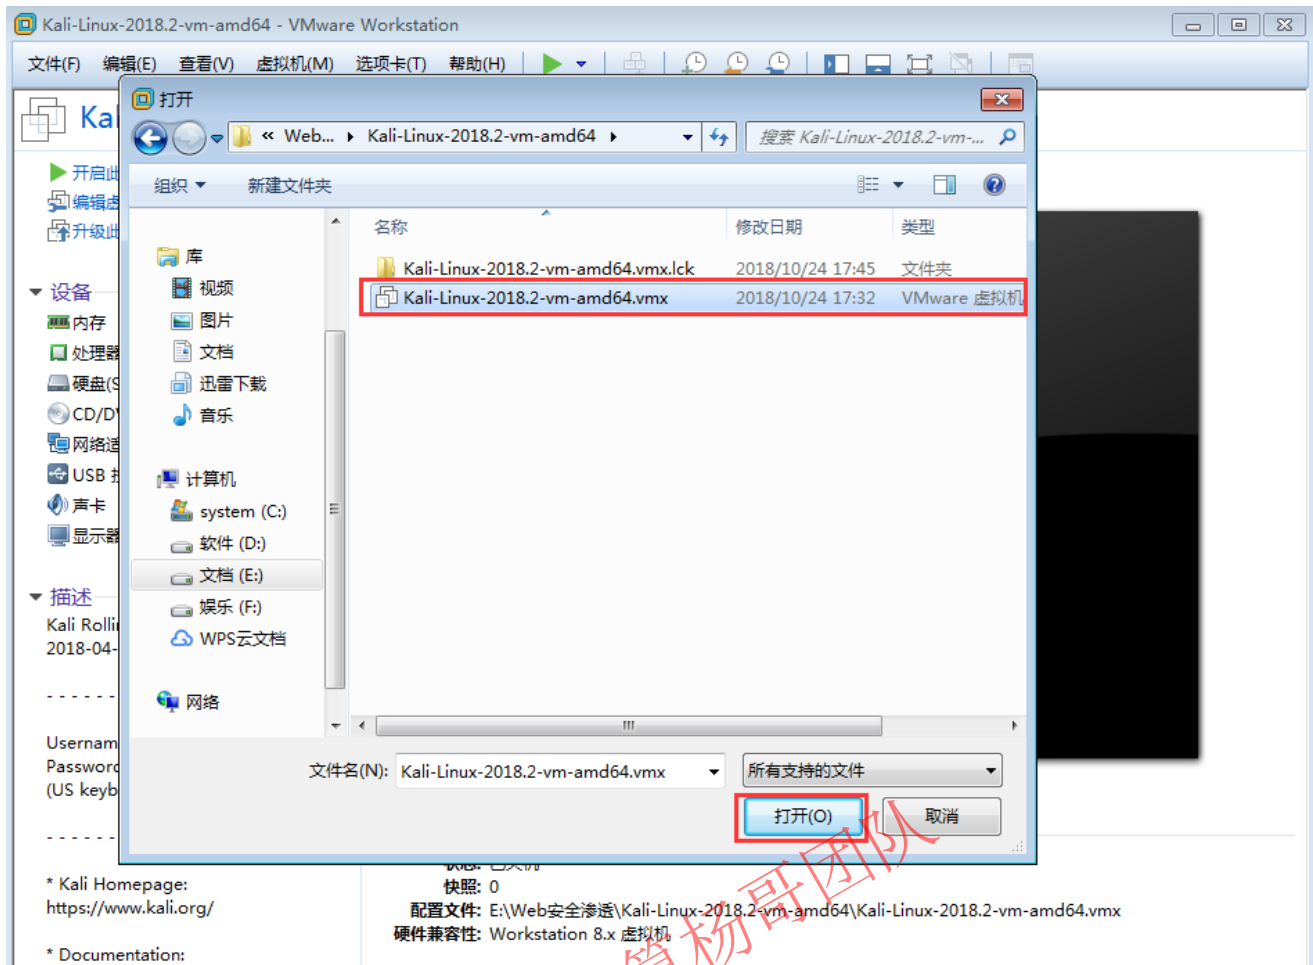 Kali-Linux-2018.2-vm-amd64 - VMware Workstation
文件(F) 编辑(E) 查看(V) 虚拟机(M) 选项卡(T) 帮助(H)
打开
Kal
« Web... ▸ Kali-Linux-2018.2-vm-amd64 ▸
搜索 Kali-Linux-2018.2-vm-...
开启此
编辑虚
升级此
组织 新建文件夹
名称 修改日期 类型
Kali-Linux-2018.2-vm-amd64.vmx.lck 2018/10/24 17:45 文件夹
Kali-Linux-2018.2-vm-amd64.vmx 2018/10/24 17:32 VMware 虚拟机
库
视频
图片
文档
迅雷下载
音乐
计算机
system (C:)
软件 (D:)
文档 (E:)
娱乐 (F:)
WPS云文档
网络
设备
内存
处理器
硬盘(S
CD/D
网络适
USB 控
声卡
显示器
描述
Kali Rolli
2018-04-
- - - - - -
Usernam
Password
(US keyb
- - - - - -
* Kali Homepage:
https://www.kali.org/
* Documentation:
文件名(N): Kali-Linux-2018.2-vm-amd64.vmx 所有支持的文件
打开(O) 取消
状态: 已关机
快照: 0
配置文件: E:\Web安全渗透\Kali-Linux-2018.2-vm-amd64\Kali-Linux-2018.2-vm-amd64.vmx
硬件兼容性: Workstation 8.x 虚拟机
杨哥团队